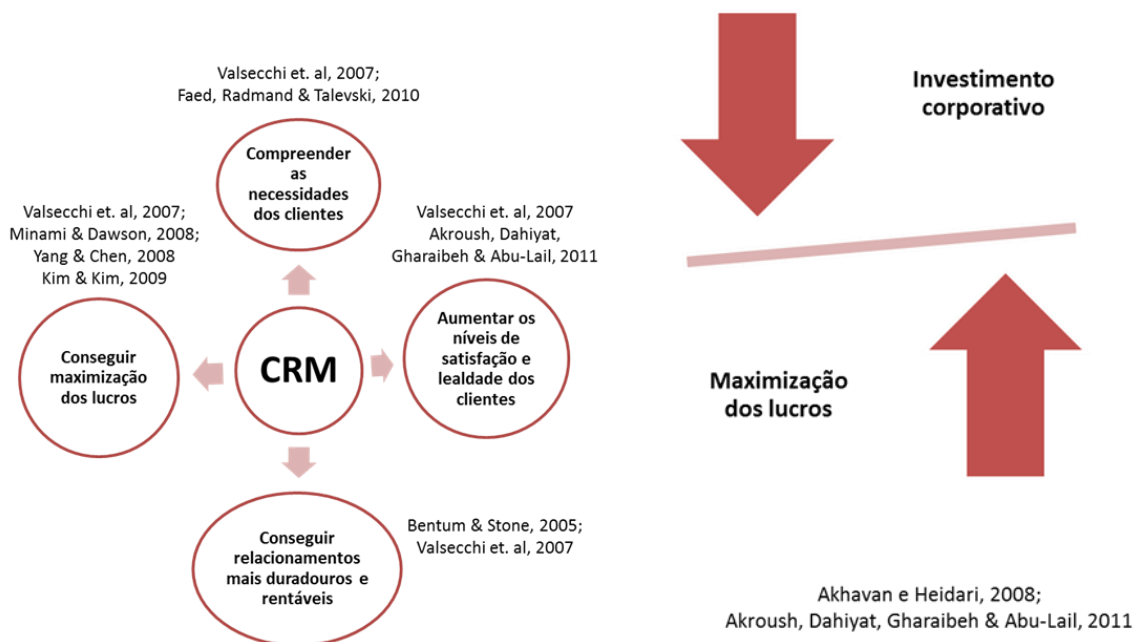 Valsecchi et. al, 2007;
Faed, Radmand & Talevski, 2010
Compreender
as
necessidades
dos clientes
Valsecchi et. al, 2007;
Minami & Dawson, 2008;
Yang & Chen, 2008
Kim & Kim, 2009
Valsecchi et. al, 2007
Akroush, Dahiyat,
Gharaibeh & Abu-Lail, 2011
Conseguir
maximização
dos lucros
CRM
Aumentar os
níveis de
satisfação e
lealdade dos
clientes
Conseguir
relacionamentos
mais duradouros e
rentáveis
Bentum & Stone, 2005;
Valsecchi et. al, 2007
Investimento
corporativo
Maximização
dos lucros
Akhavan e Heidari, 2008;
Akroush, Dahiyat, Gharaibeh & Abu-Lail, 2011